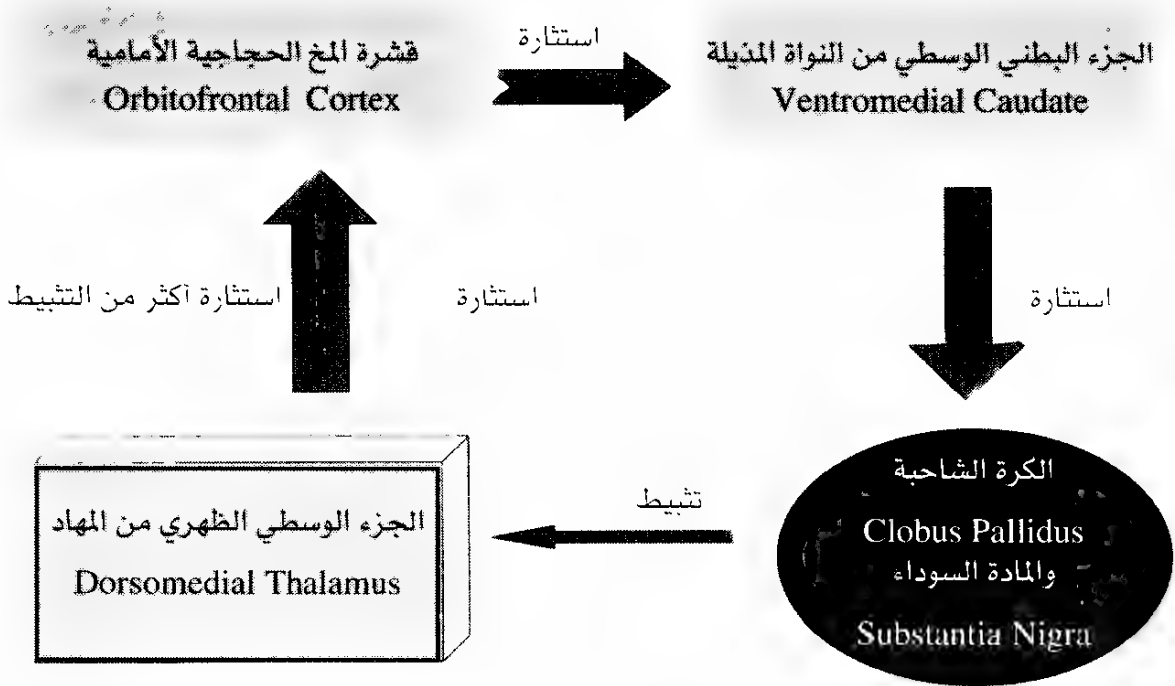 قشرة المخ الحجاجية الأمامية
Orbitofrontal Cortex
استثارة
الجزء البطني الوسطي من النواة المذيلة
Ventromedial Caudate
استثارة أكثر من التثبيط
استثارة
استثارة
الجزء الوسطي الظهري من المهاد
Dorsomedial Thalamus
تثبيط
الكرة الشاحبة
Clobus Pallidus
والمادة السوداء
Substantia Nigra